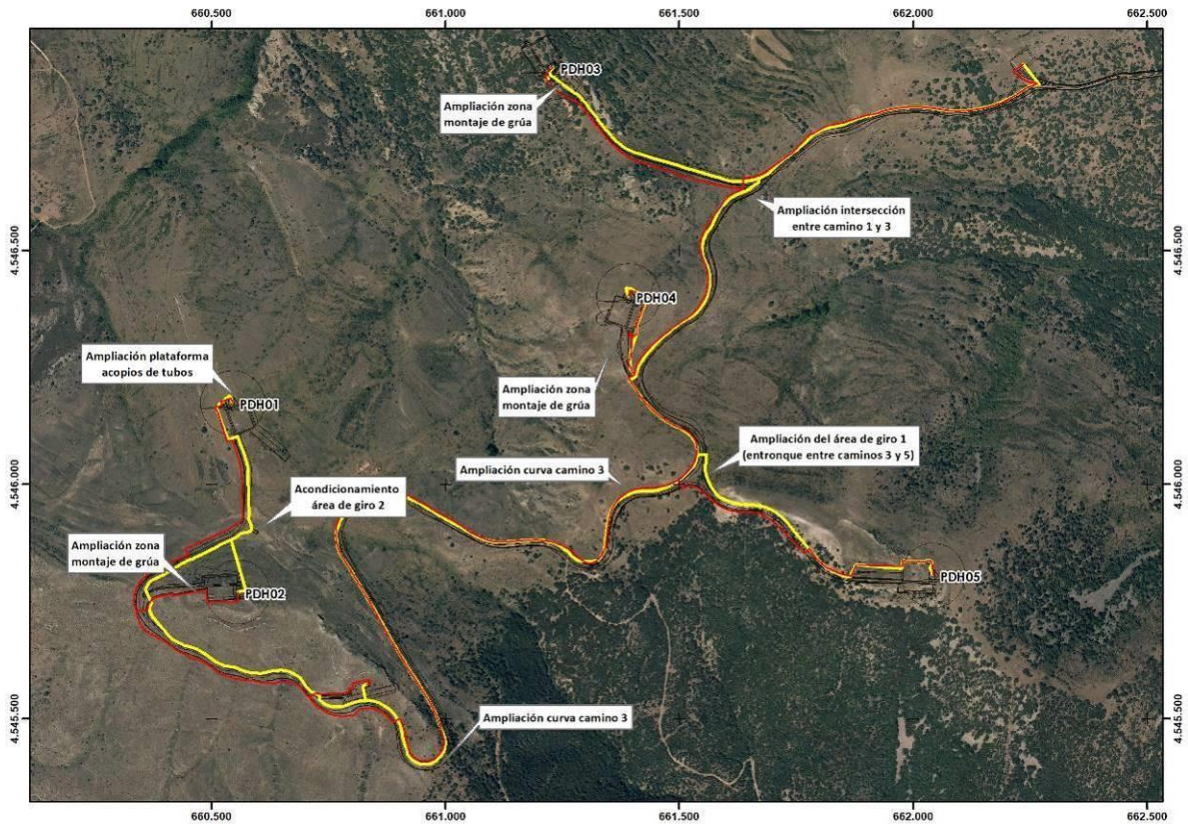 660.500
661.000
661.500
662.000
662.500
PDH03
Ampliación zona
montaje de grúa
Ampliación intersección
entre camino 1 y 3
4.546.500
4.546.500
PDH04
Ampliación plataforma
acopios de tubos
Ampliación zona
montaje de grúa
PDH01
Ampliación del área de giro 1
(entronque entre caminos 3 y 5)
Ampliación curva camino 3
4.546.000
4.546.000
Acondicionamiento
área de giro 2
Ampliación zona
montaje de grúa
PDH05
PDH02
Ampliación curva camino 3
4.545.500
4.545.500
660.500
661.000
661.500
662.000
662.500